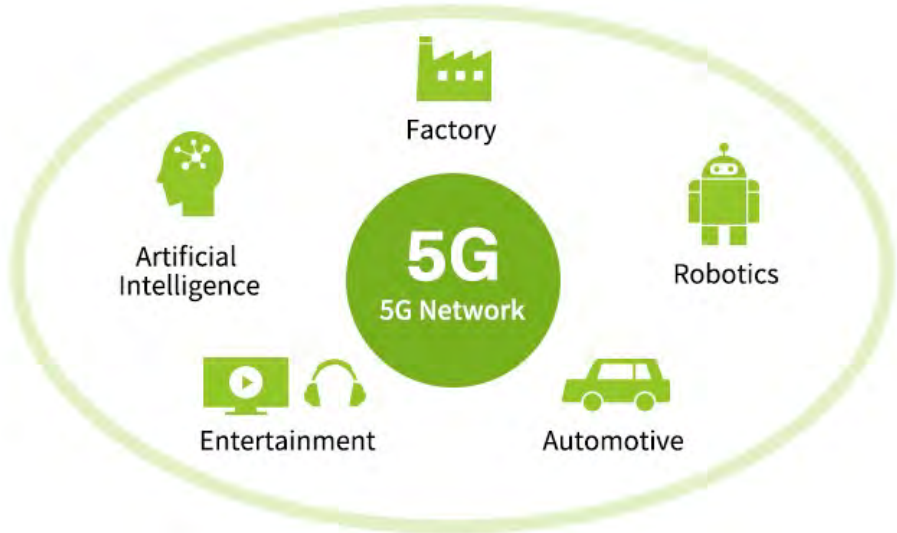 Factory
Artificial
Intelligence
5G
5G Network
Robotics
Entertainment
Automotive